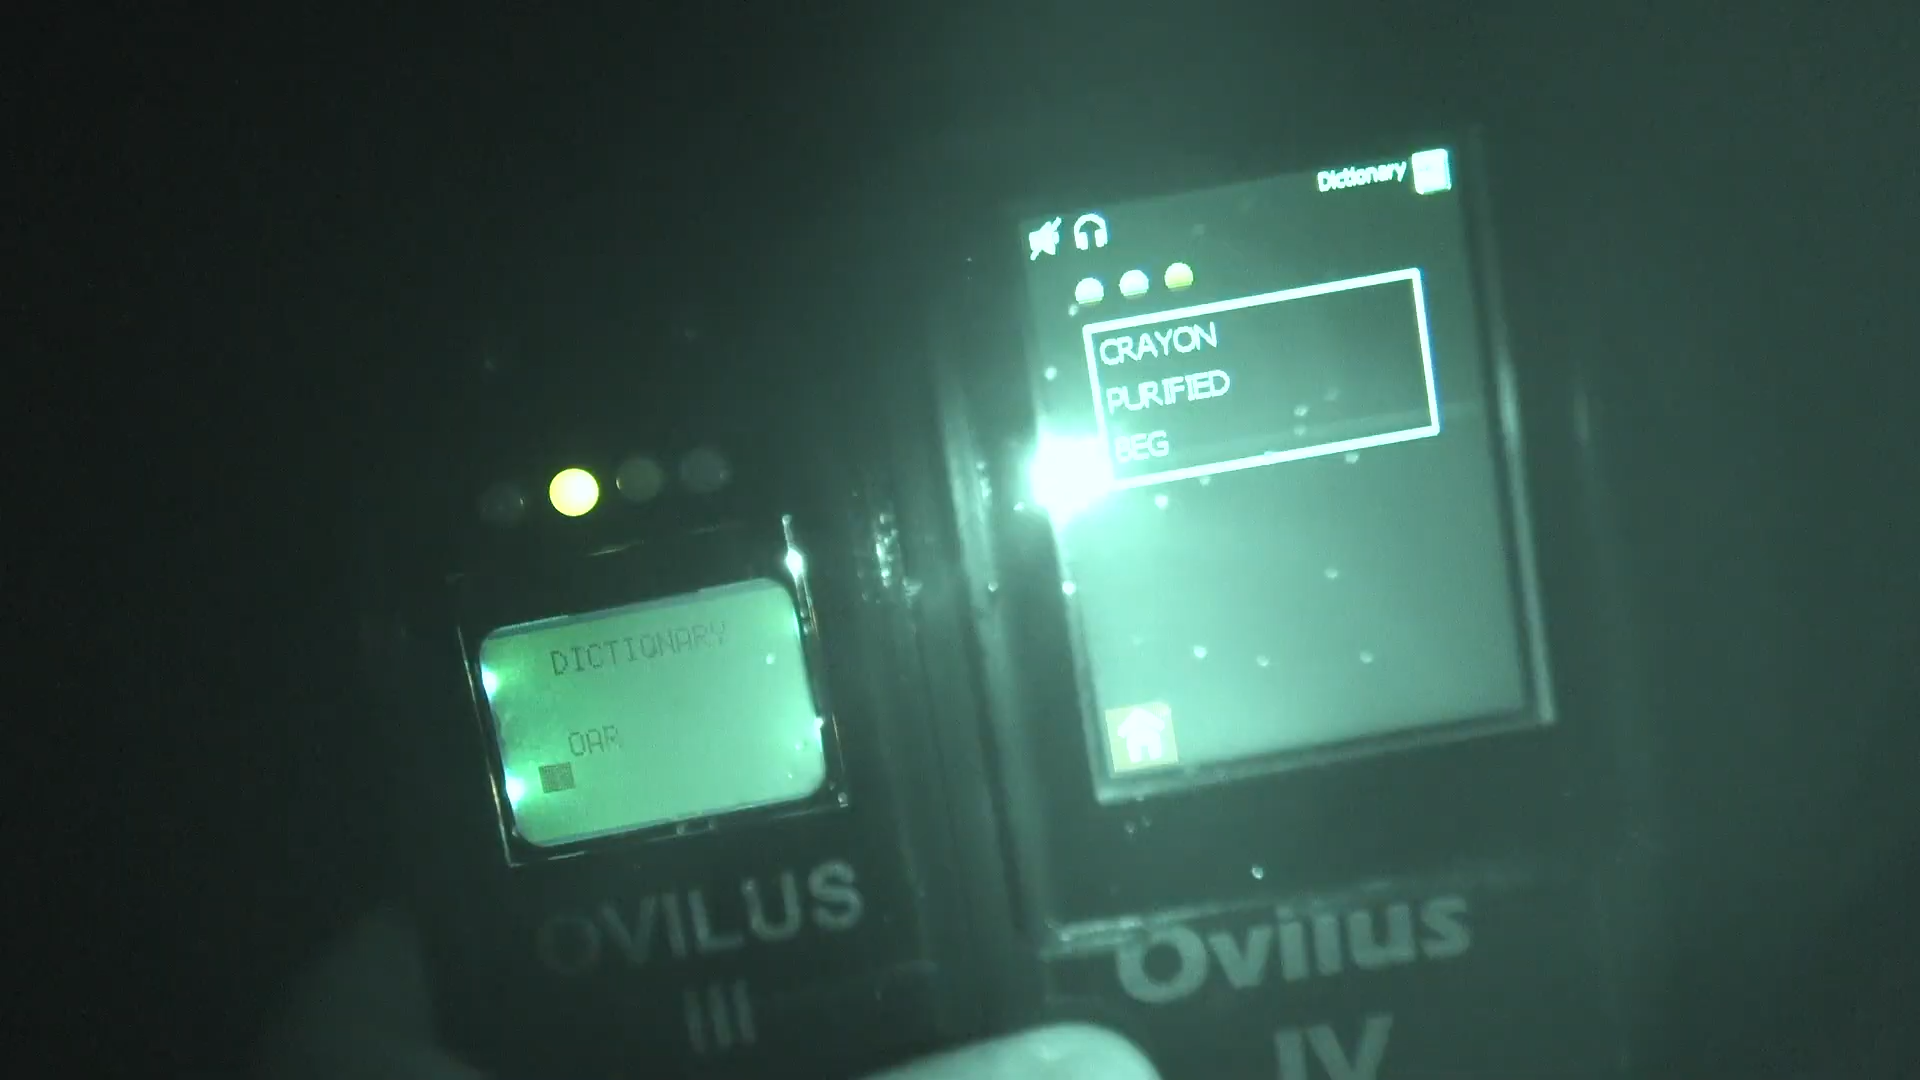 DICTIONARY
OAR
OVILUS
III
Dictionary
CRAYON
PURIFIED
BEG
Ovilus
IV